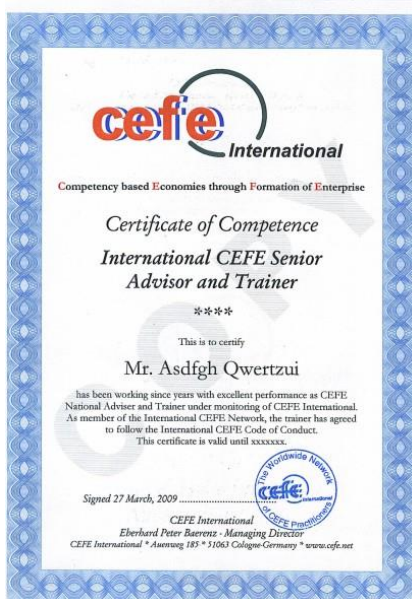 cefe
International
Competency based Economies through Formation of Enterprise
Certificate of Competence
International CEFE Senior
Advisor and Trainer
****
This is to certify
Mr. Asdfgh Qwertzui
has been working since years with excellent performance as CEFE
National Adviser and Trainer under monitoring of CEFE International.
As member of the International CEFE Network, the trainer has agreed
to follow the International CEFE Code of Conduct.
This certificate is valid until xxxxxxx.
The Worldwide Network
cefe
International
of CEFE Practitioners
Signed 27 March, 2009 ........................
CEFE International
Eberhard Peter Baerenz - Managing Director
CEFE International * Auenweg 185 * 51063 Cologne-Germany * www.cefe.net
COPY